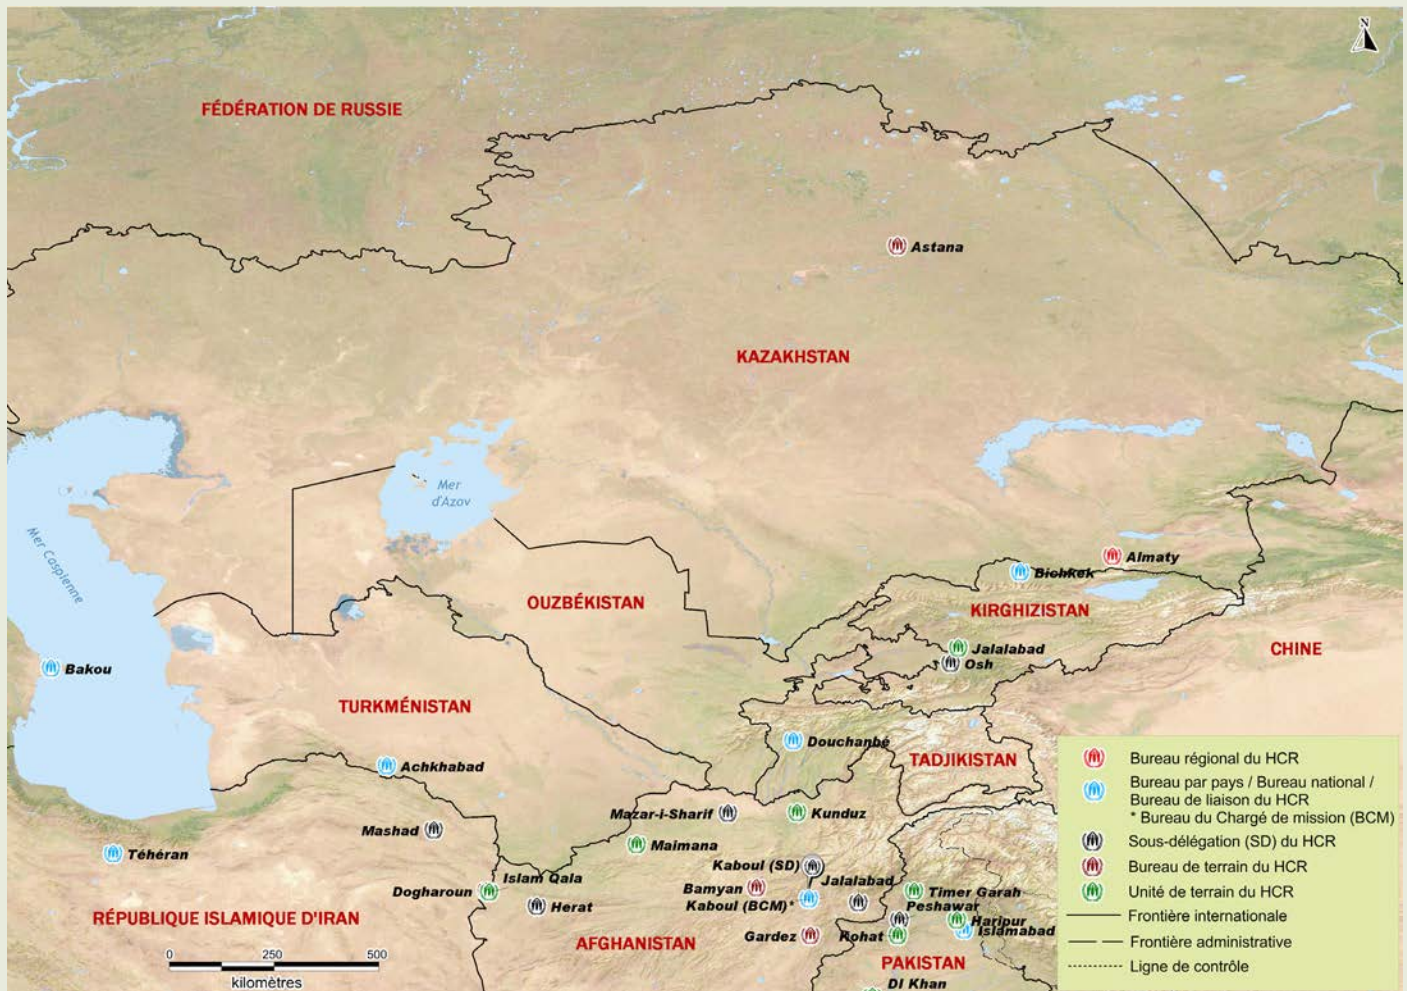 N
FÉDÉRATION DE RUSSIE
Astana
KAZAKHSTAN
Mer
d'Azov
Mer Caspienne
Almaty
Bichkek
OUZBÉKISTAN
KIRGHIZISTAN
Jalalabad
Osh
CHINE
Bakou
TURKMÉNISTAN
Douchanbé
TADJIKISTAN
Achkhabad
Mazar-i-Sharif
Kunduz
Mashad
Maimana
Téhéran
Kaboul (SD)
Islam Qala
Jalalabad
Dogharoun
Bamyan
Timer Garah
Herat
Kaboul (BCM)*
Peshawar
Haripur
RÉPUBLIQUE ISLAMIQUE D'IRAN
Islamabad
Gardez
Kohat
AFGHANISTAN
PAKISTAN
DI Khan
0 250 500
kilomètres
Bureau régional du HCR
Bureau par pays / Bureau national /
Bureau de liaison du HCR
* Bureau du Chargé de mission (BCM)
Sous-délégation (SD) du HCR
Bureau de terrain du HCR
Unité de terrain du HCR
Frontière internationale
Frontière administrative
Ligne de contrôle